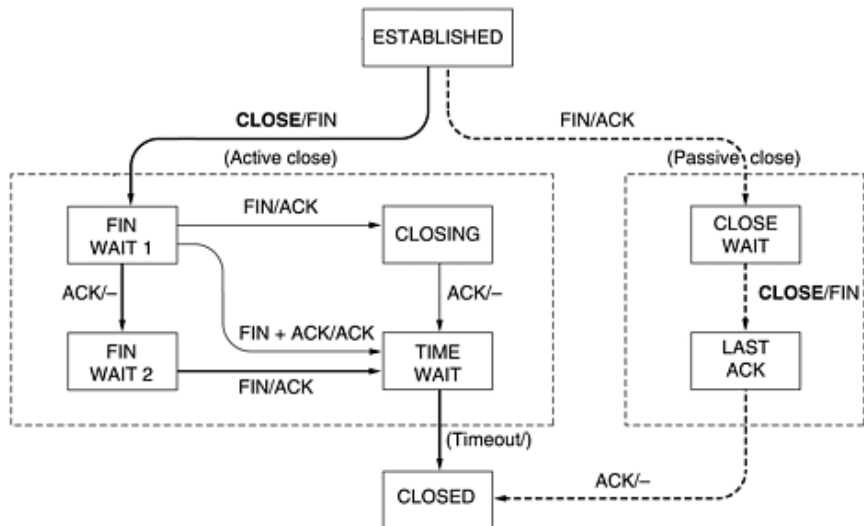 ESTABLISHED
CLOSE/FIN
FIN/ACK
(Active close)
(Passive close)
FIN
WAIT 1
FIN/ACK
CLOSING
CLOSE
WAIT
ACK/–
ACK/–
CLOSE/FIN
FIN + ACK/ACK
FIN
WAIT 2
FIN/ACK
TIME
WAIT
LAST
ACK
(Timeout/)
CLOSED
ACK/–